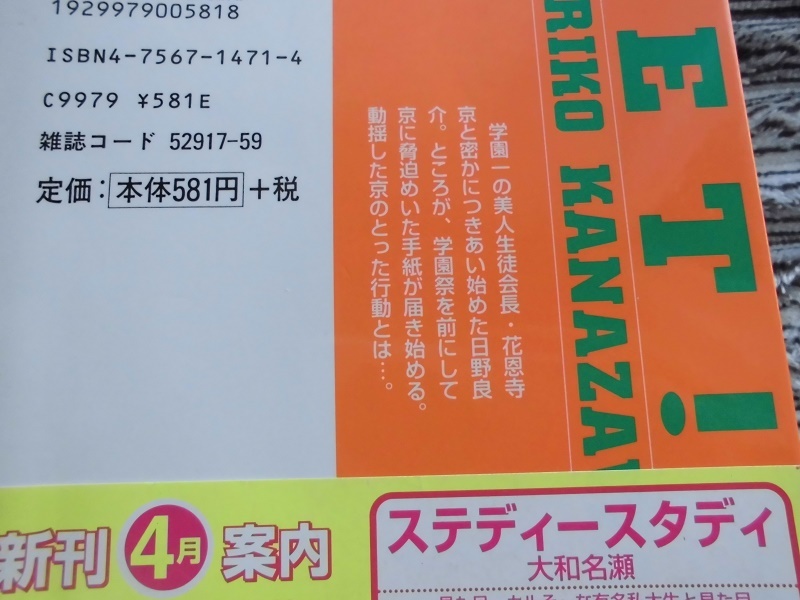 1929979005818
ISBN4-7567-1471-4
C9979 ¥581E
雑誌コード 52917-59
定価：本体581円＋税
学園一の美人生徒会長・花恩寺
京と密かにつきあい始めた日野良
介。ところが、学園祭を前にして
京に脅迫めいた手紙が届き始める。
動揺した京のとった行動とは…。
RIKO KANAZA
ET!
新刊4月案内
ステディースタディ
大和名瀬